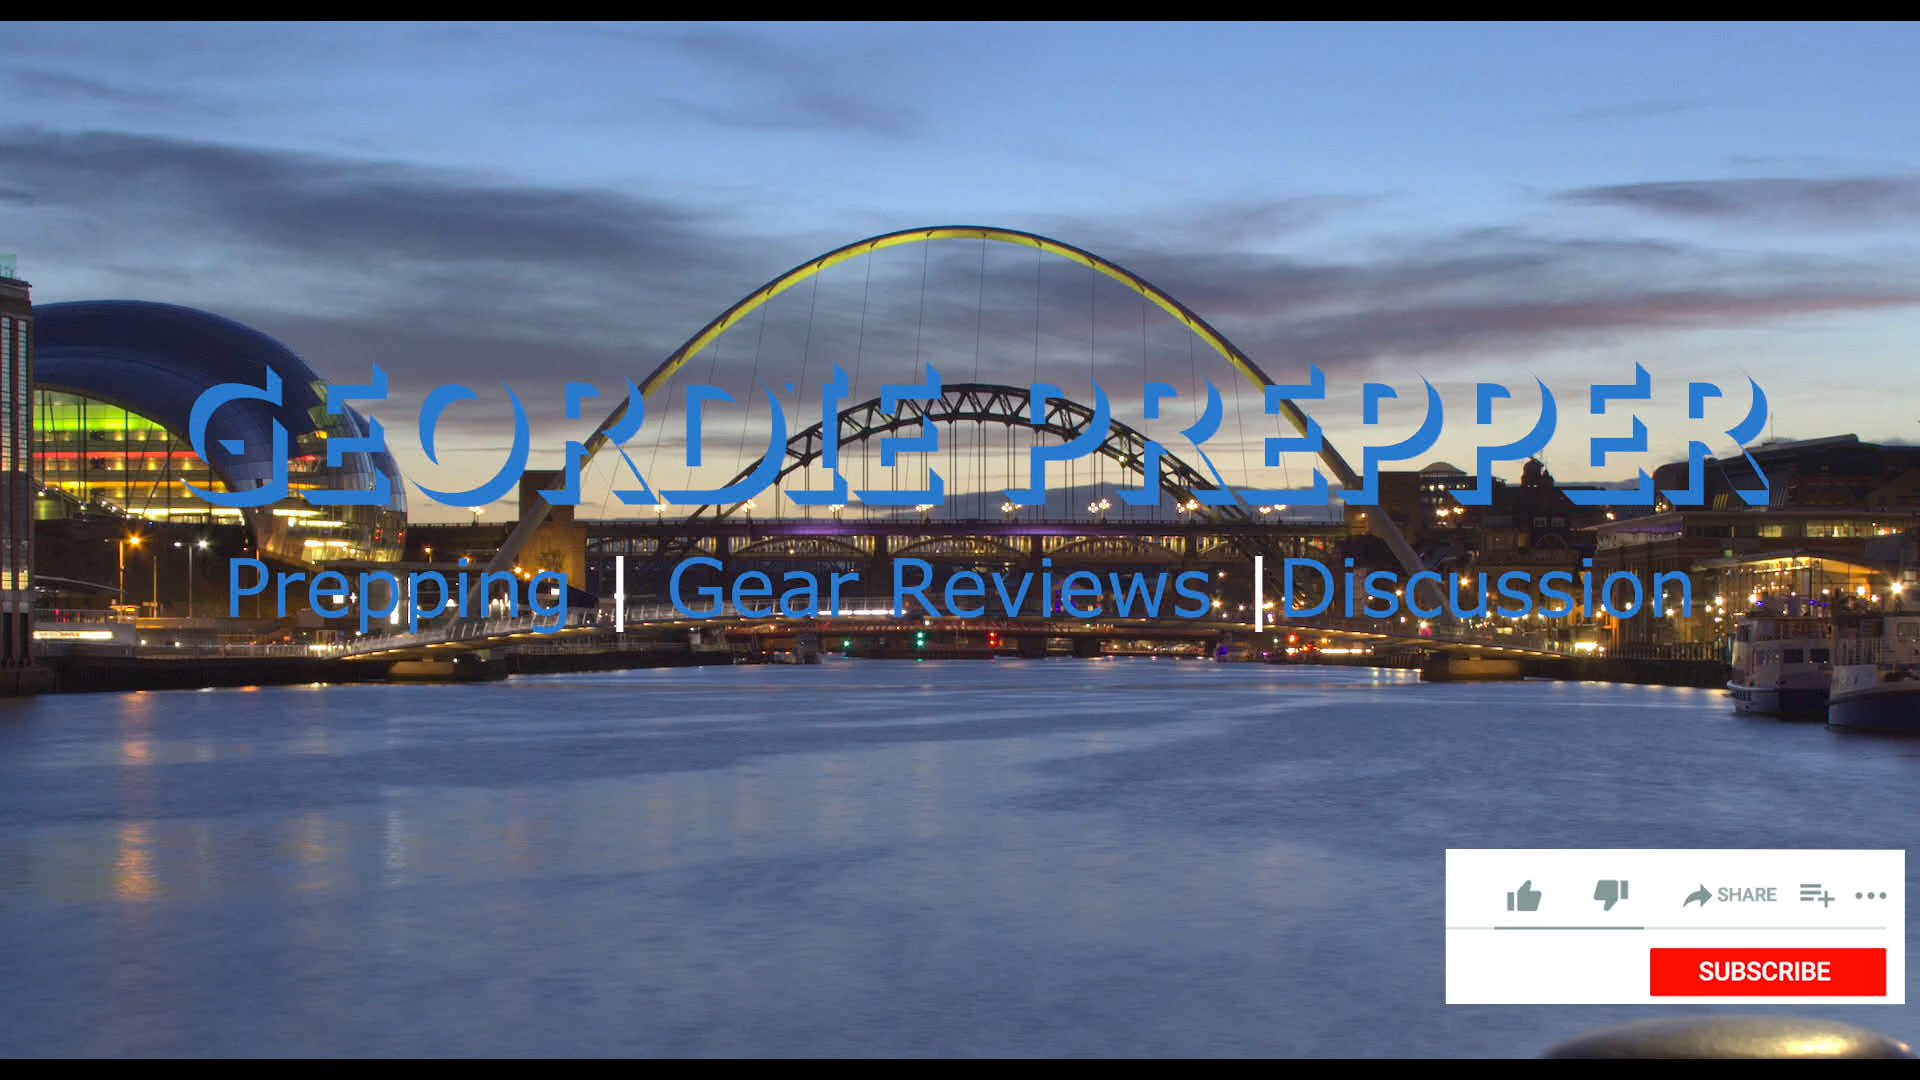 GEORDIE PREPPER
Prepping | Gear Reviews | Discussion
SHARE
SUBSCRIBE